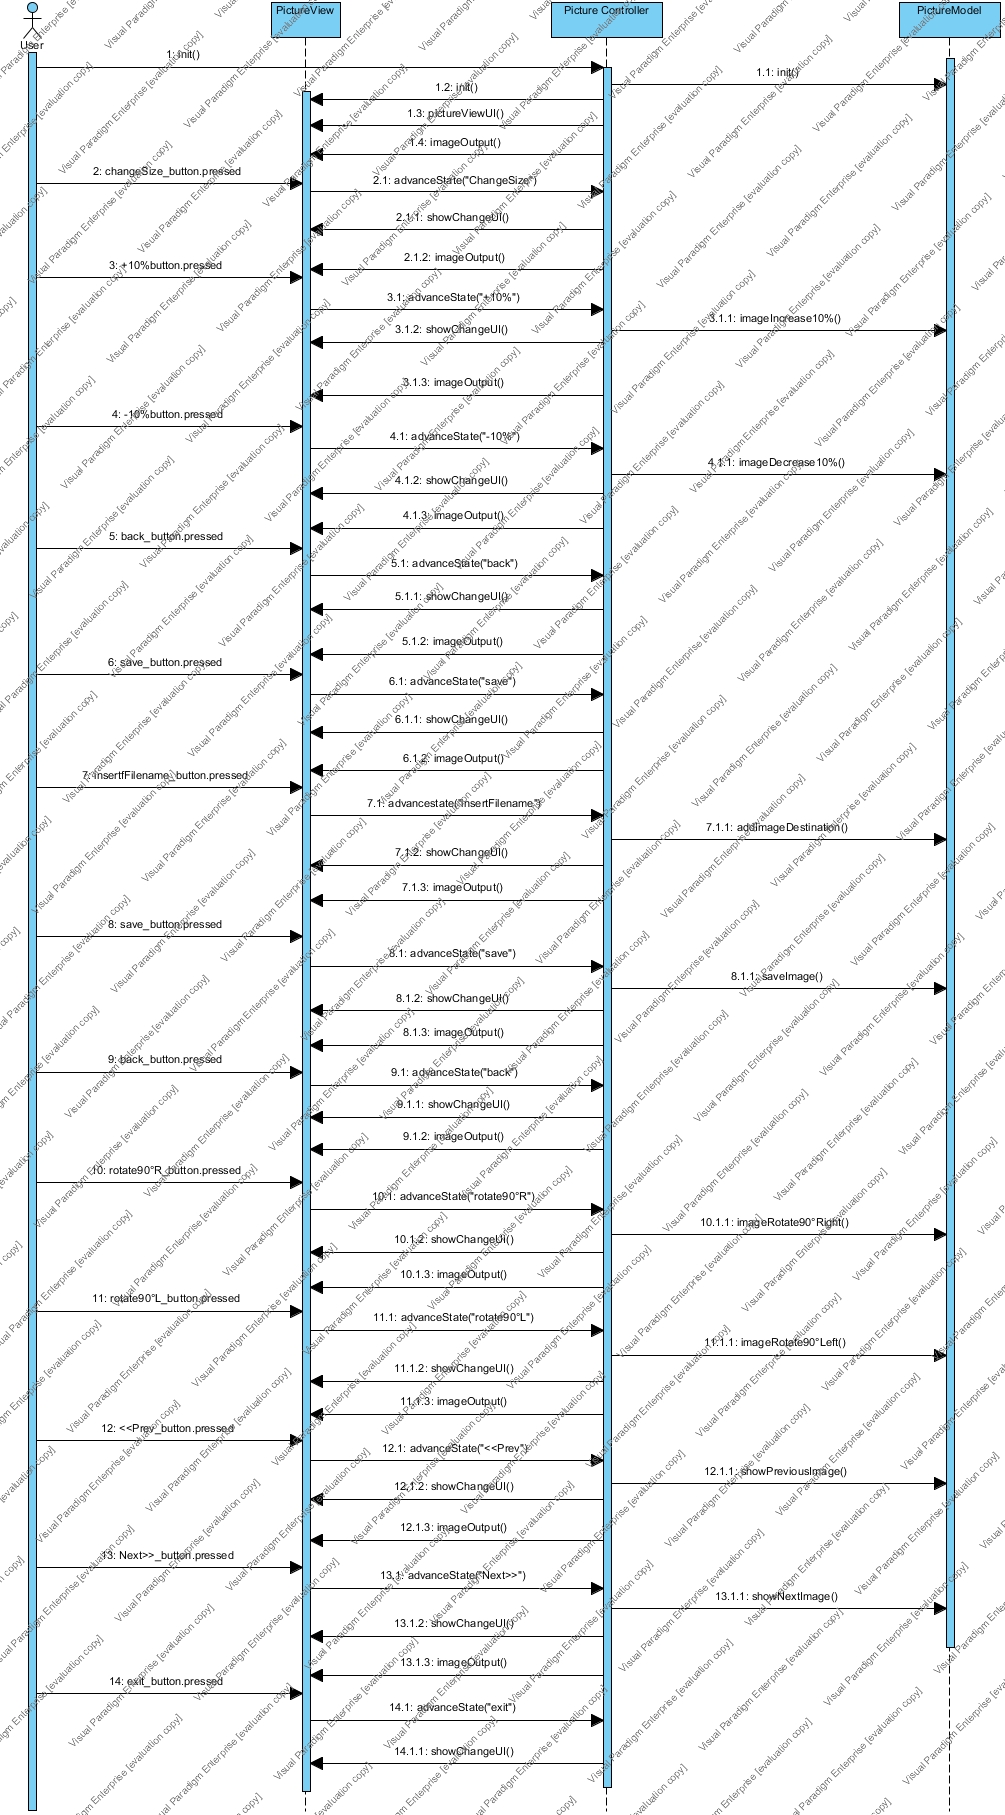 PictureView
Picture Controller
PictureModel
User
1: init()
1.1: init()
1.2: init()
1.3: pictureViewUI()
1.4: imageOutput()
2: changeSize_button.pressed
2.1: advanceState("ChangeSize")
2.1.1: showChangeUI()
2.1.2: imageOutput()
3: +10%button.pressed
3.1: advanceState("+10%")
3.1.1: imageIncrease10%()
3.1.2: showChangeUI()
3.1.3: imageOutput()
4: -10%button.pressed
4.1: advanceState("-10%")
4.1.1: imageDecrease10%()
4.1.2: showChangeUI()
4.1.3: imageOutput()
5: back_button.pressed
5.1: advanceState("back")
5.1.1: showChangeUI()
5.1.2: imageOutput()
6: save_button.pressed
6.1: advanceState("save")
6.1.1: showChangeUI()
6.1.2: imageOutput()
7: insertfFilename_button.pressed
7.1: advancestate("insertFilename")
7.1.1: addImageDestination()
7.1.2: showChangeUI()
7.1.3: imageOutput()
8: save_button.pressed
8.1: advanceState("save")
8.1.1: saveImage()
8.1.2: showChangeUI()
8.1.3: imageOutput()
9: back_button.pressed
9.1: advanceState("back")
9.1.1: showChangeUI()
9.1.2: imageOutput()
10: rotate90°R_button.pressed
10.1: advanceState("rotate90°R")
10.1.1: imageRotate90°Right()
10.1.2: showChangeUI()
10.1.3: imageOutput()
11: rotate90°L_button.pressed
11.1: advanceState("rotate90°L")
11.1.1: imageRotate90°Left()
11.1.2: showChangeUI()
11.1.3: imageOutput()
12: <<Prev_button.pressed
12.1: advanceState("<<Prev")
12.1.1: showPreviousImage()
12.1.2: showChangeUI()
12.1.3: imageOutput()
13: Next>>_button.pressed
13.1: advanceState("Next>>")
13.1.1: showNextImage()
13.1.2: showChangeUI()
13.1.3: imageOutput()
14: exit_button.pressed
14.1: advanceState("exit")
14.1.1: showChangeUI()
Visual Paradigm Enterprise [evaluation copy]